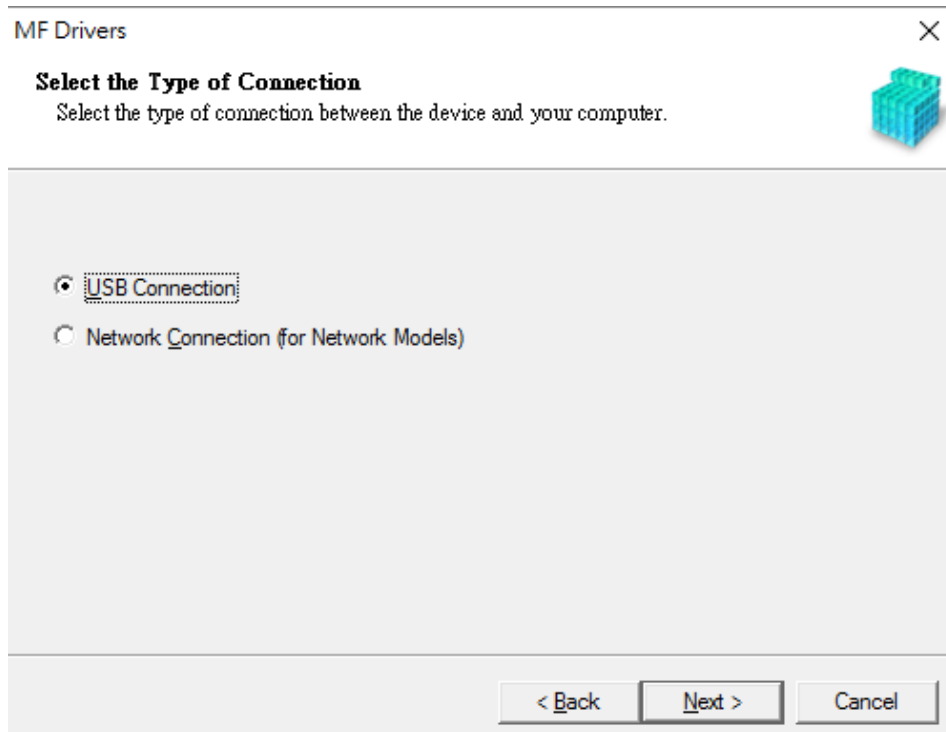 MF Drivers
Select the Type of Connection
Select the type of connection between the device and your computer.
USB Connection
Network Connection (for Network Models)
< Back
Next >
Cancel